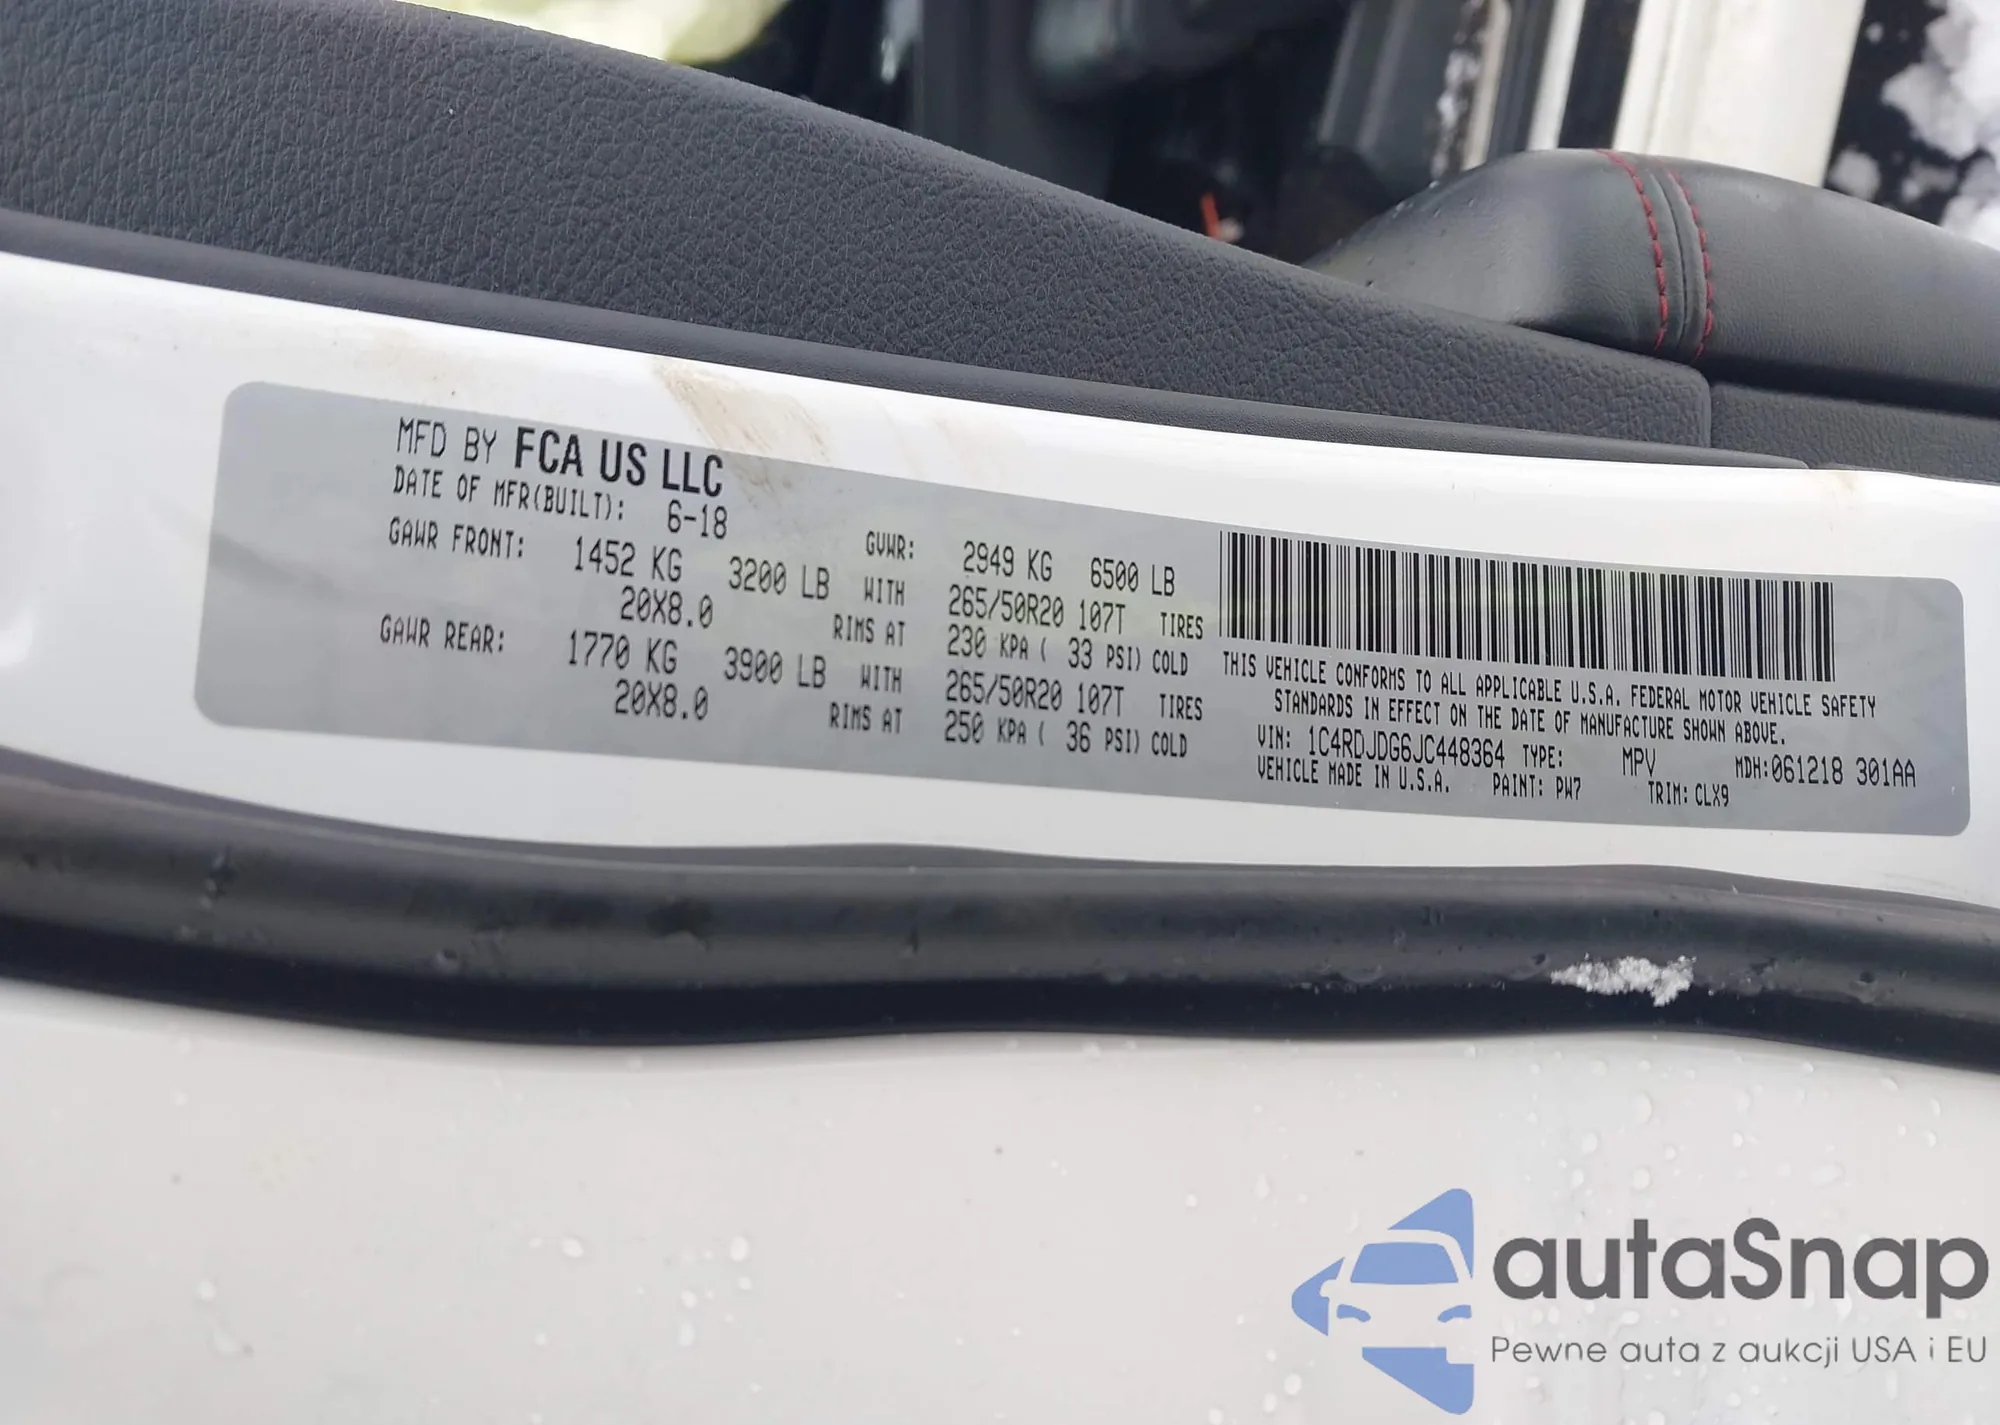 MFD BY FCA US LLC
DATE OF MFR(BUILT): 6-18
GAWR FRONT: 1452 KG 3200 LB WITH 265/50R20 107T TIRES
20X8.0 RIMS AT 230 KPA ( 33 PSI) COLD
GAWR REAR: 1770 KG 3900 LB WITH 265/50R20 107T TIRES
20X8.0 RIMS AT 250 KPA ( 36 PSI) COLD
GVWR: 2949 KG 6500 LB
THIS VEHICLE CONFORMS TO ALL APPLICABLE U.S.A. FEDERAL MOTOR VEHICLE SAFETY
STANDARDS IN EFFECT ON THE DATE OF MANUFACTURE SHOWN ABOVE.
VIN: 1C4RDJDG6JC448364 TYPE: MPV MDH:061218 301AA
VEHICLE MADE IN U.S.A. PAINT: PW7 TRIM: CLX9
autaSnap
Pewne auta z aukcji USA i EU